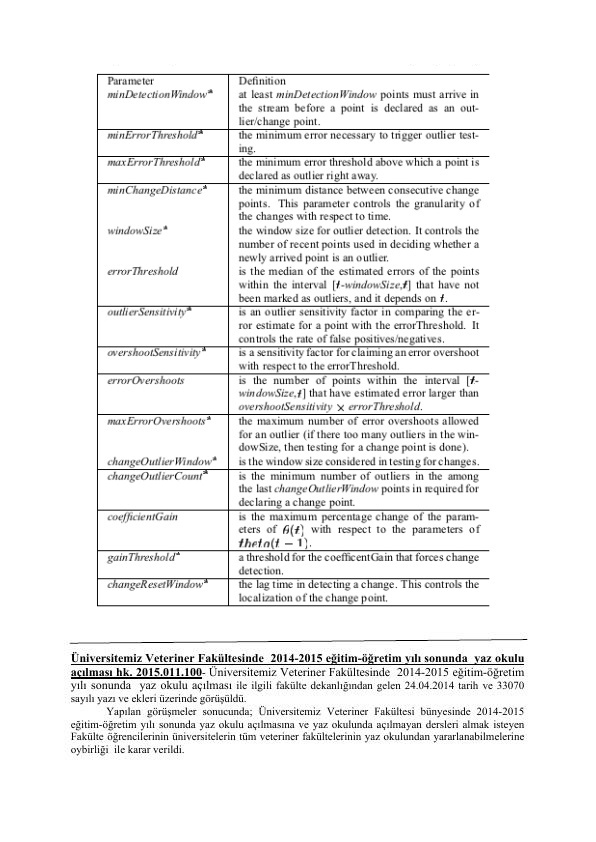 Parameter Definition
minDetectionWindow* at least minDetectionWindow points must arrive in
the stream before a point is declared as an out-
lier/change point.
minErrorThreshold* the minimum error necessary to trigger outlier test-
ing.
maxErrorThreshold* the minimum error threshold above which a point is
declared as outlier right away.
minChangeDistance* the minimum distance between consecutive change
points. This parameter controls the granularity of
the changes with respect to time.
windowSize* the window size for outlier detection. It controls the
number of recent points used in deciding whether a
newly arrived point is an outlier.
errorThreshold is the median of the estimated errors of the points
within the interval [t-windowSize,t] that have not
been marked as outliers, and it depends on t.
outlierSensitivity* is an outlier sensitivity factor in comparing the er-
ror estimate for a point with the errorThreshold. It
controls the rate of false positives/negatives.
overshootSensitivity* is a sensitivity factor for claiming an error overshoot
with respect to the errorThreshold.
errorOvershoots is the number of points within the interval [t-
windowSize,t] that have estimated error larger than
overshootSensitivity × errorThreshold.
maxErrorOvershoots* the maximum number of error overshoots allowed
for an outlier (if there too many outliers in the win-
dowSize, then testing for a change point is done).
changeOutlierWindow* is the window size considered in testing for changes.
changeOutlierCount* is the minimum number of outliers in the among
the last changeOutlierWindow points in required for
declaring a change point.
coefficientGain is the maximum percentage change of the param-
eters of θ(t) with respect to the parameters of
theta(t − 1).
gainThreshold* a threshold for the coefficentGain that forces change
detection.
changeResetWindow* the lag time in detecting a change. This controls the
localization of the change point.
Üniversitemiz Veteriner Fakültesinde 2014-2015 eğitim-öğretim yılı sonunda yaz okulu
açılması hk. 2015.011.100- Üniversitemiz Veteriner Fakültesinde 2014-2015 eğitim-öğretim
yılı sonunda yaz okulu açılması ile ilgili fakülte dekanlığından gelen 24.04.2014 tarih ve 33070
sayılı yazı ve ekleri üzerinde görüşüldü.
Yapılan görüşmeler sonucunda; Üniversitemiz Veteriner Fakültesi bünyesinde 2014-2015
eğitim-öğretim yılı sonunda yaz okulu açılmasına ve yaz okulunda açılmayan dersleri almak isteyen
Fakülte öğrencilerinin üniversitelerin tüm veteriner fakültelerinin yaz okulundan yararlanabilmelerine
oybirliği ile karar verildi.